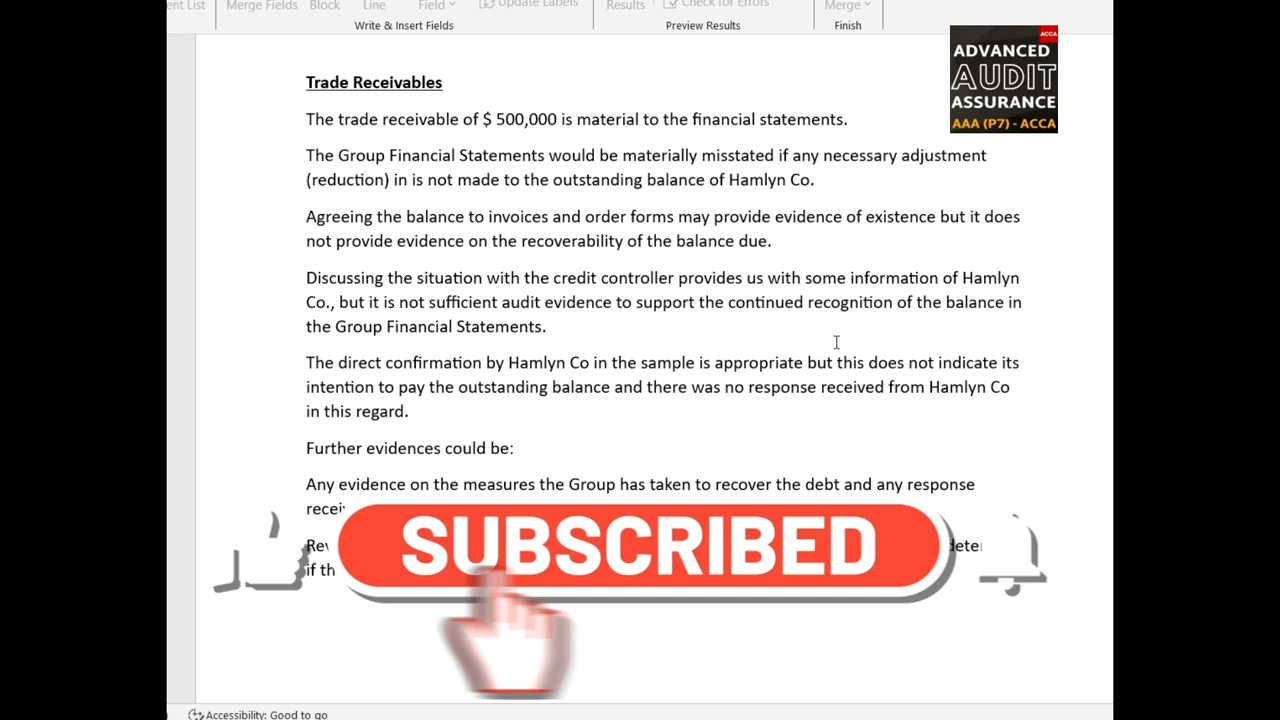 ent List
Merge Fields
Block
Line
Field
Update Labels
Results
Check for Errors
Merge
Write & Insert Fields
Preview Results
Finish
ACCA
ADVANCED
AUDIT
ASSURANCE
AAA (P7) - ACCA
Trade Receivables
The trade receivable of $ 500,000 is material to the financial statements.
The Group Financial Statements would be materially misstated if any necessary adjustment
(reduction) in is not made to the outstanding balance of Hamlyn Co.
Agreeing the balance to invoices and order forms may provide evidence of existence but it does
not provide evidence on the recoverability of the balance due.
Discussing the situation with the credit controller provides us with some information of Hamlyn
Co., but it is not sufficient audit evidence to support the continued recognition of the balance in
the Group Financial Statements.
The direct confirmation by Hamlyn Co in the sample is appropriate but this does not indicate its
intention to pay the outstanding balance and there was no response received from Hamlyn Co
in this regard.
Further evidences could be:
Any evidence on the measures the Group has taken to recover the debt and any response
SUBSCRIBED
if th
Accessibility: Good to go